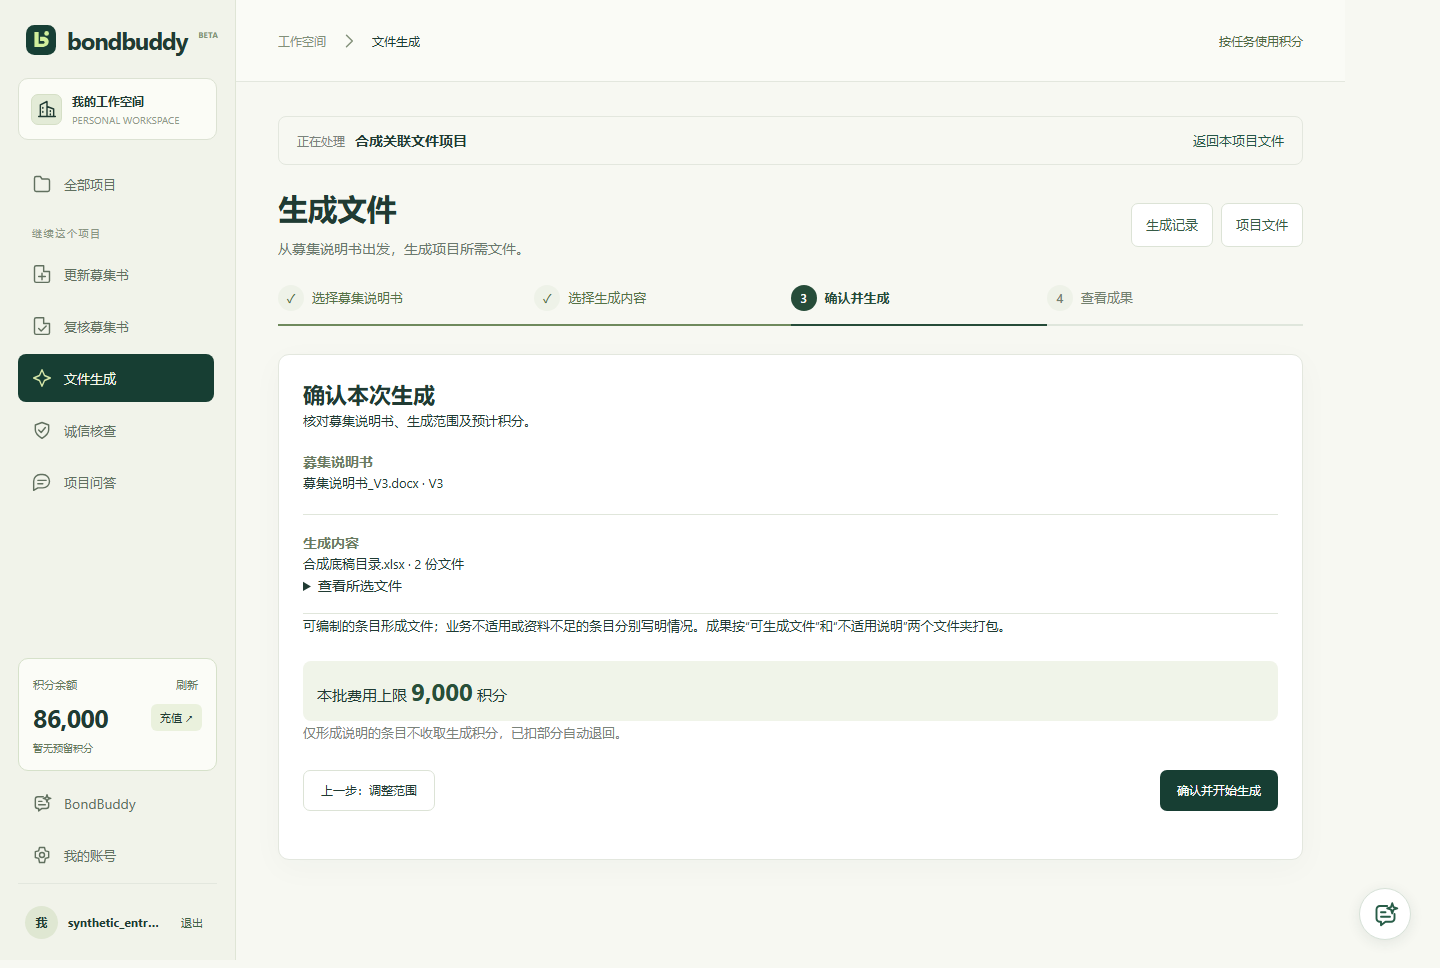 bondbuddy BETA
我的工作空间
PERSONAL WORKSPACE
全部项目
继续这个项目
更新募集书
复核募集书
文件生成
诚信核查
项目问答
积分余额 刷新
86,000 充值 ↗
暂无预留积分
BondBuddy
我的账号
我 synthetic_entr... 退出
工作空间 > 文件生成 按任务使用积分
正在处理 合成关联文件项目 返回本项目文件
生成文件
从募集说明书出发，生成项目所需文件。
生成记录 项目文件
✓ 选择募集说明书 ✓ 选择生成内容 3 确认并生成 4 查看成果
确认本次生成
核对募集说明书、生成范围及预计积分。
募集说明书
募集说明书_V3.docx · V3
生成内容
合成底稿目录.xlsx · 2 份文件
▶ 查看所选文件
可编制的条目形成文件；业务不适用或资料不足的条目分别写明情况。成果按“可生成文件”和“不适用说明”两个文件夹打包。
本批费用上限 9,000 积分
仅形成说明的条目不收取生成积分，已扣部分自动退回。
上一步：调整范围 确认并开始生成